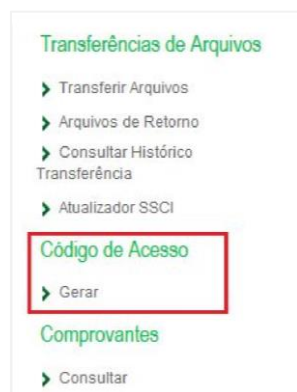 Transferências de Arquivos
Transferir Arquivos
Arquivos de Retorno
Consultar Histórico
Transferência
Atualizador SSCI
Código de Acesso
Gerar
Comprovantes
Consultar